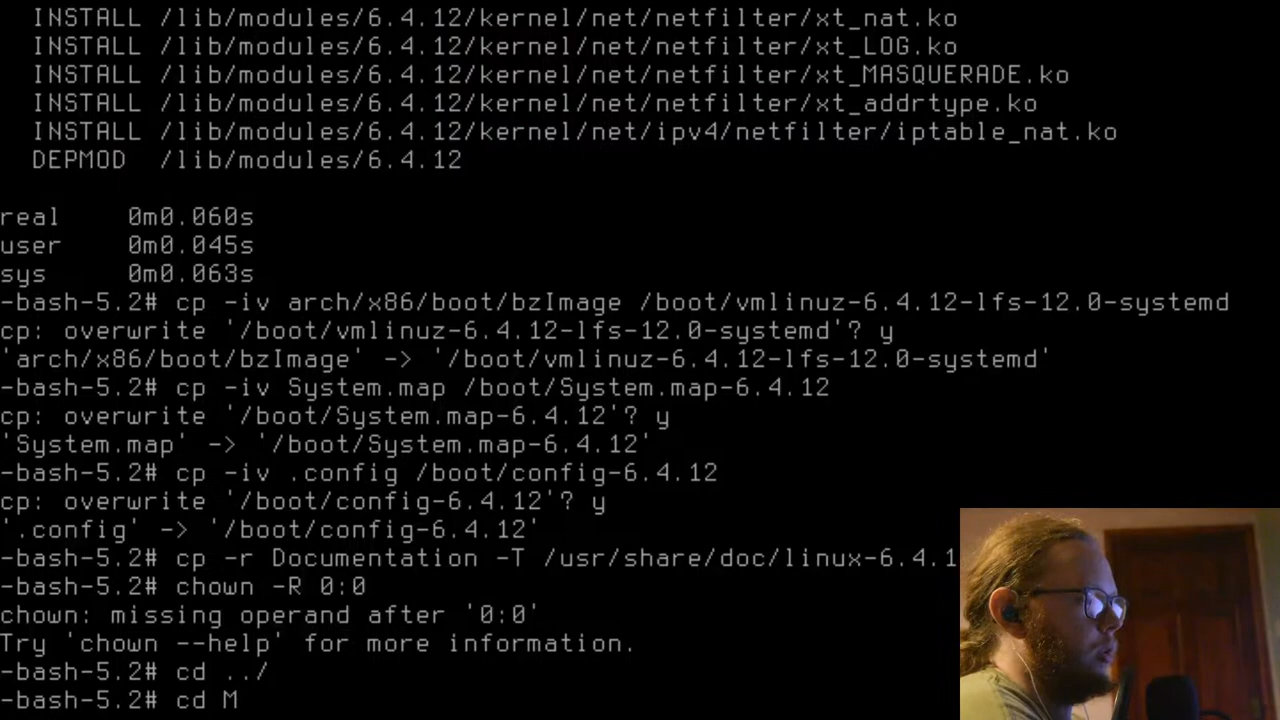 INSTALL /lib/modules/6.4.12/kernel/net/netfilter/xt_nat.ko
INSTALL /lib/modules/6.4.12/kernel/net/netfilter/xt_LOG.ko
INSTALL /lib/modules/6.4.12/kernel/net/netfilter/xt_MASQUERADE.ko
INSTALL /lib/modules/6.4.12/kernel/net/netfilter/xt_addrtype.ko
INSTALL /lib/modules/6.4.12/kernel/net/ipv4/netfilter/iptable_nat.ko
DEPMOD /lib/modules/6.4.12
real 0m0.060s
user 0m0.045s
sys 0m0.063s
-bash-5.2# cp -iv arch/x86/boot/bzImage /boot/vmlinuz-6.4.12-lfs-12.0-systemd
cp: overwrite '/boot/vmlinuz-6.4.12-lfs-12.0-systemd'? y
'arch/x86/boot/bzImage' -> '/boot/vmlinuz-6.4.12-lfs-12.0-systemd'
-bash-5.2# cp -iv System.map /boot/System.map-6.4.12
cp: overwrite '/boot/System.map-6.4.12'? y
'System.map' -> '/boot/System.map-6.4.12'
-bash-5.2# cp -iv .config /boot/config-6.4.12
cp: overwrite '/boot/config-6.4.12'? y
'.config' -> '/boot/config-6.4.12'
-bash-5.2# cp -r Documentation -T /usr/share/doc/linux-6.4.1
-bash-5.2# chown -R 0:0
chown: missing operand after '0:0'
Try 'chown --help' for more information.
-bash-5.2# cd ../
-bash-5.2# cd M